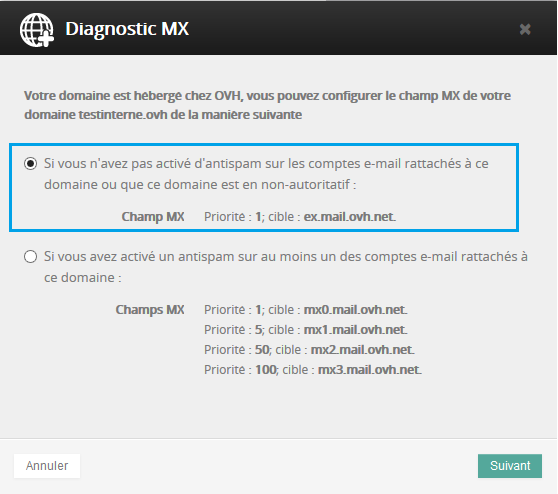 Diagnostic MX
Votre domaine est hébergé chez OVH, vous pouvez configurer le champ MX de votre
domaine testinterne.ovh de la manière suivante
Si vous n'avez pas activé d'antispam sur les comptes e-mail rattachés à ce
domaine ou que ce domaine est en non-autoritatif :
Champ MX Priorité : 1; cible : ex.mail.ovh.net.
Si vous avez activé un antispam sur au moins un des comptes e-mail rattachés à
ce domaine :
Champs MX Priorité : 1; cible : mx0.mail.ovh.net.
Priorité : 5; cible : mx1.mail.ovh.net.
Priorité : 50; cible : mx2.mail.ovh.net.
Priorité : 100; cible : mx3.mail.ovh.net.
Annuler Suivant